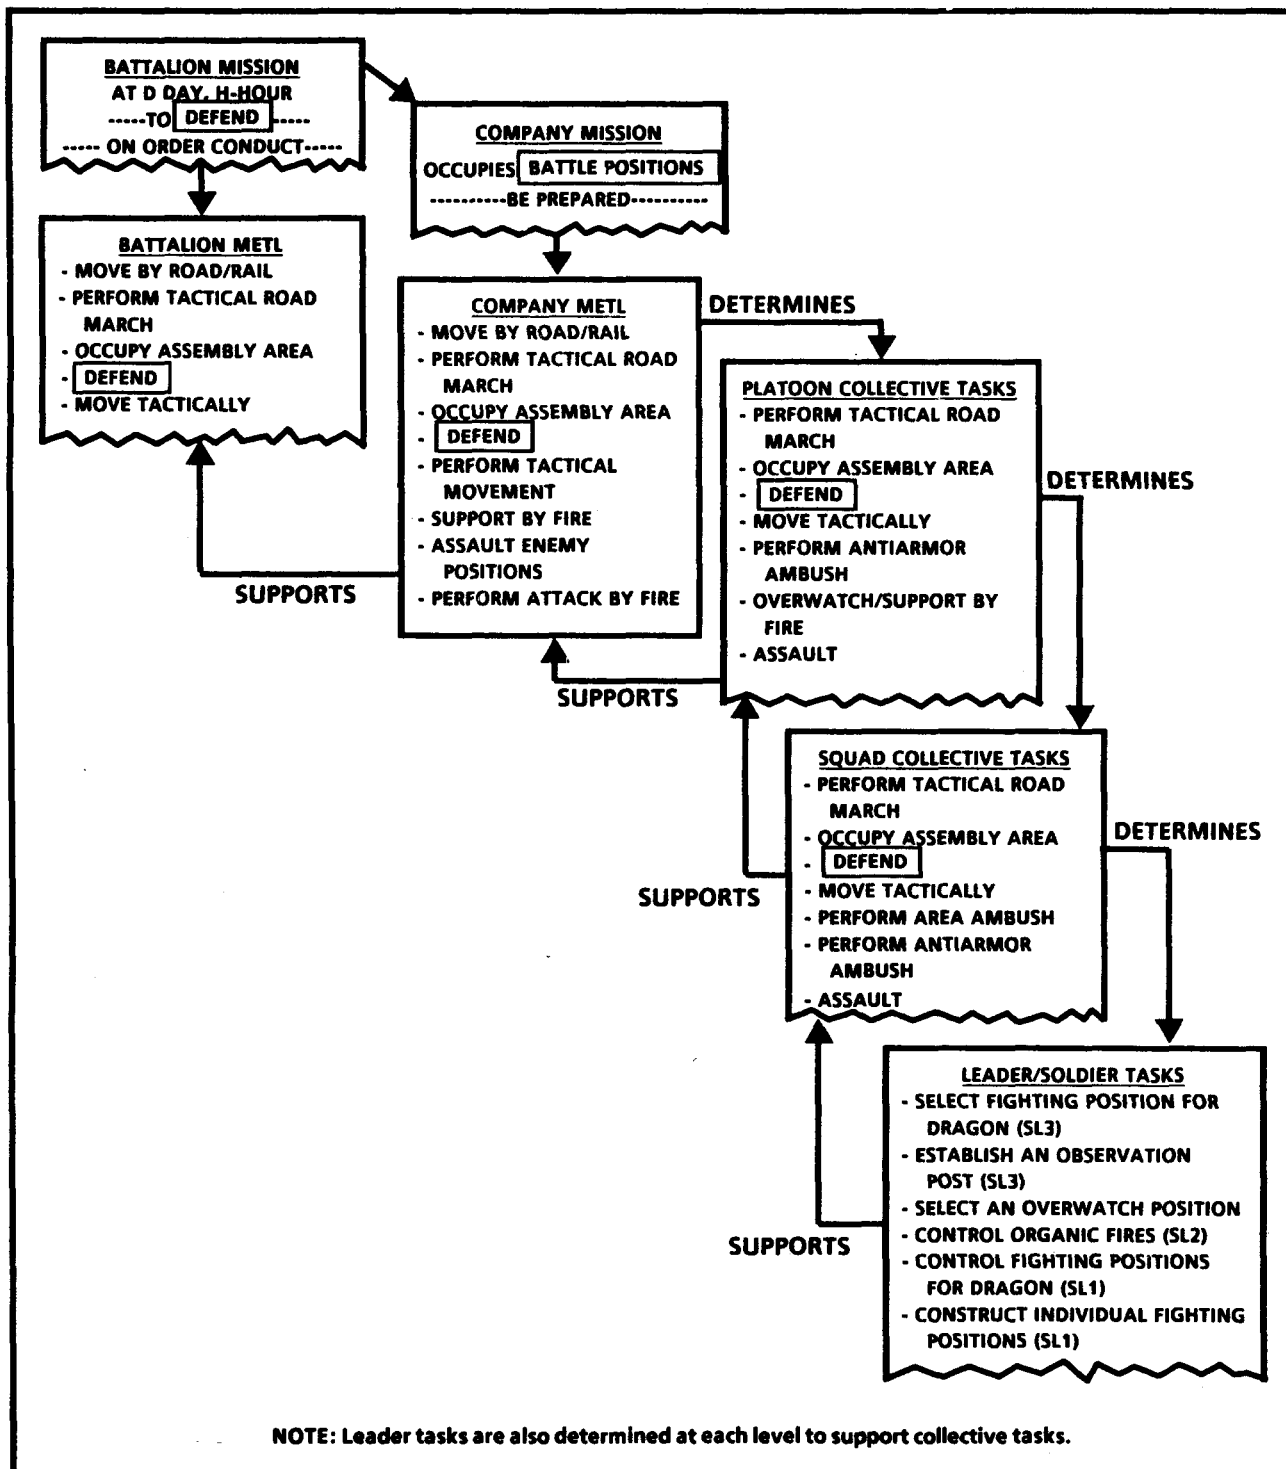 BATTALION MISSION
AT D DAY, H-HOUR
-----TO DEFEND-----
----- ON ORDER CONDUCT-----
COMPANY MISSION
OCCUPIES BATTLE POSITIONS
----------BE PREPARED----------
BATTALION METL
- MOVE BY ROAD/RAIL
- PERFORM TACTICAL ROAD
MARCH
- OCCUPY ASSEMBLY AREA
- DEFEND
- MOVE TACTICALLY
COMPANY METL
- MOVE BY ROAD/RAIL
- PERFORM TACTICAL ROAD
MARCH
- OCCUPY ASSEMBLY AREA
- DEFEND
- PERFORM TACTICAL
MOVEMENT
- SUPPORT BY FIRE
- ASSAULT ENEMY
POSITIONS
- PERFORM ATTACK BY FIRE
DETERMINES
SUPPORTS
PLATOON COLLECTIVE TASKS
- PERFORM TACTICAL ROAD
MARCH
- OCCUPY ASSEMBLY AREA
- DEFEND
- MOVE TACTICALLY
- PERFORM ANTIARMOR
AMBUSH
- OVERWATCH/SUPPORT BY
FIRE
- ASSAULT
DETERMINES
SUPPORTS
SQUAD COLLECTIVE TASKS
- PERFORM TACTICAL ROAD
MARCH
- OCCUPY ASSEMBLY AREA
- DEFEND
- MOVE TACTICALLY
- PERFORM AREA AMBUSH
- PERFORM ANTIARMOR
AMBUSH
- ASSAULT
DETERMINES
SUPPORTS
LEADER/SOLDIER TASKS
- SELECT FIGHTING POSITION FOR
DRAGON (SL3)
- ESTABLISH AN OBSERVATION
POST (SL3)
- SELECT AN OVERWATCH POSITION
- CONTROL ORGANIC FIRES (SL2)
- CONTROL FIGHTING POSITIONS
FOR DRAGON (SL1)
- CONSTRUCT INDIVIDUAL FIGHTING
POSITIONS (SL1)
SUPPORTS
NOTE: Leader tasks are also determined at each level to support collective tasks.